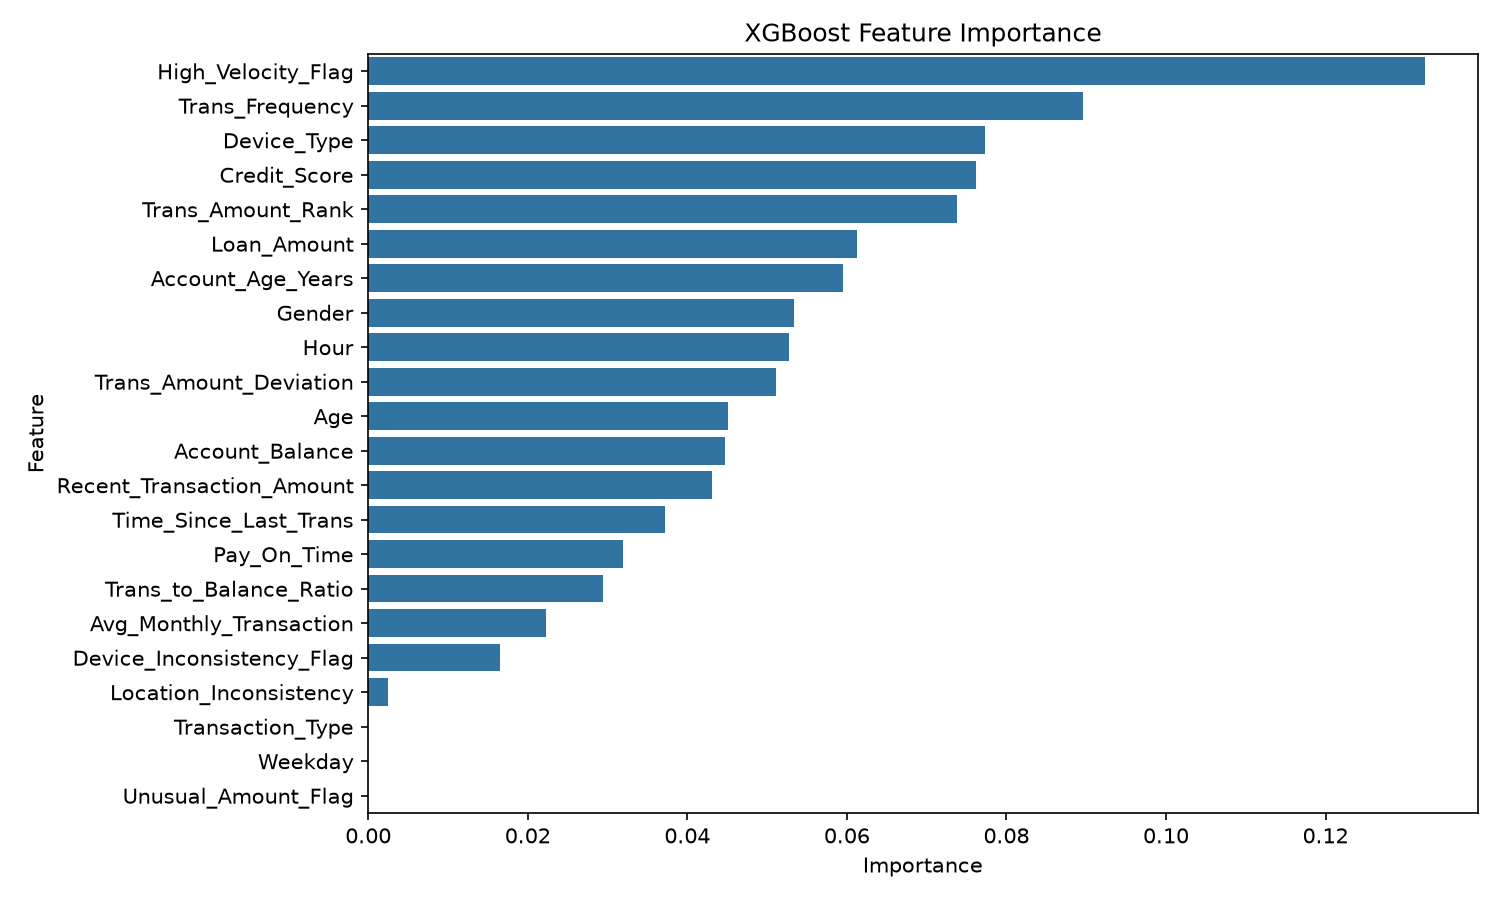 XGBoost Feature Importance
High_Velocity_Flag
Trans_Frequency
Device_Type
Credit_Score
Trans_Amount_Rank
Loan_Amount
Account_Age_Years
Gender
Hour
Trans_Amount_Deviation
Age
Account_Balance
Recent_Transaction_Amount
Time_Since_Last_Trans
Pay_On_Time
Trans_to_Balance_Ratio
Avg_Monthly_Transaction
Device_Inconsistency_Flag
Location_Inconsistency
Transaction_Type
Weekday
Unusual_Amount_Flag
Feature
0.00 0.02 0.04 0.06 0.08 0.10 0.12
Importance